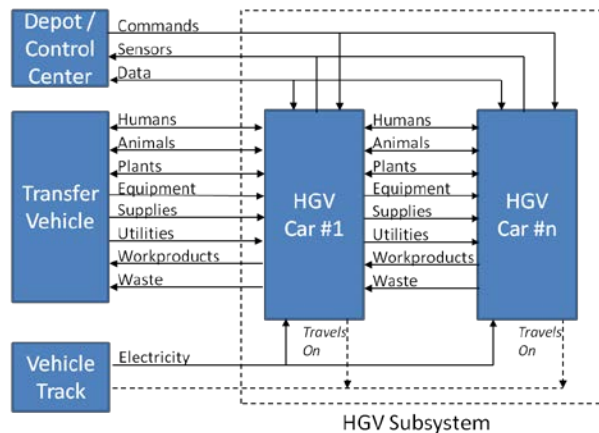 Depot /
Control
Center
Commands
Sensors
Data
Transfer
Vehicle
Humans
Animals
Plants
Equipment
Supplies
Utilities
Workproducts
Waste
HGV
Car #1
Humans
Animals
Plants
Equipment
Supplies
Utilities
Workproducts
Waste
HGV
Car #n
Travels
On
Travels
On
Vehicle
Track
Electricity
HGV Subsystem